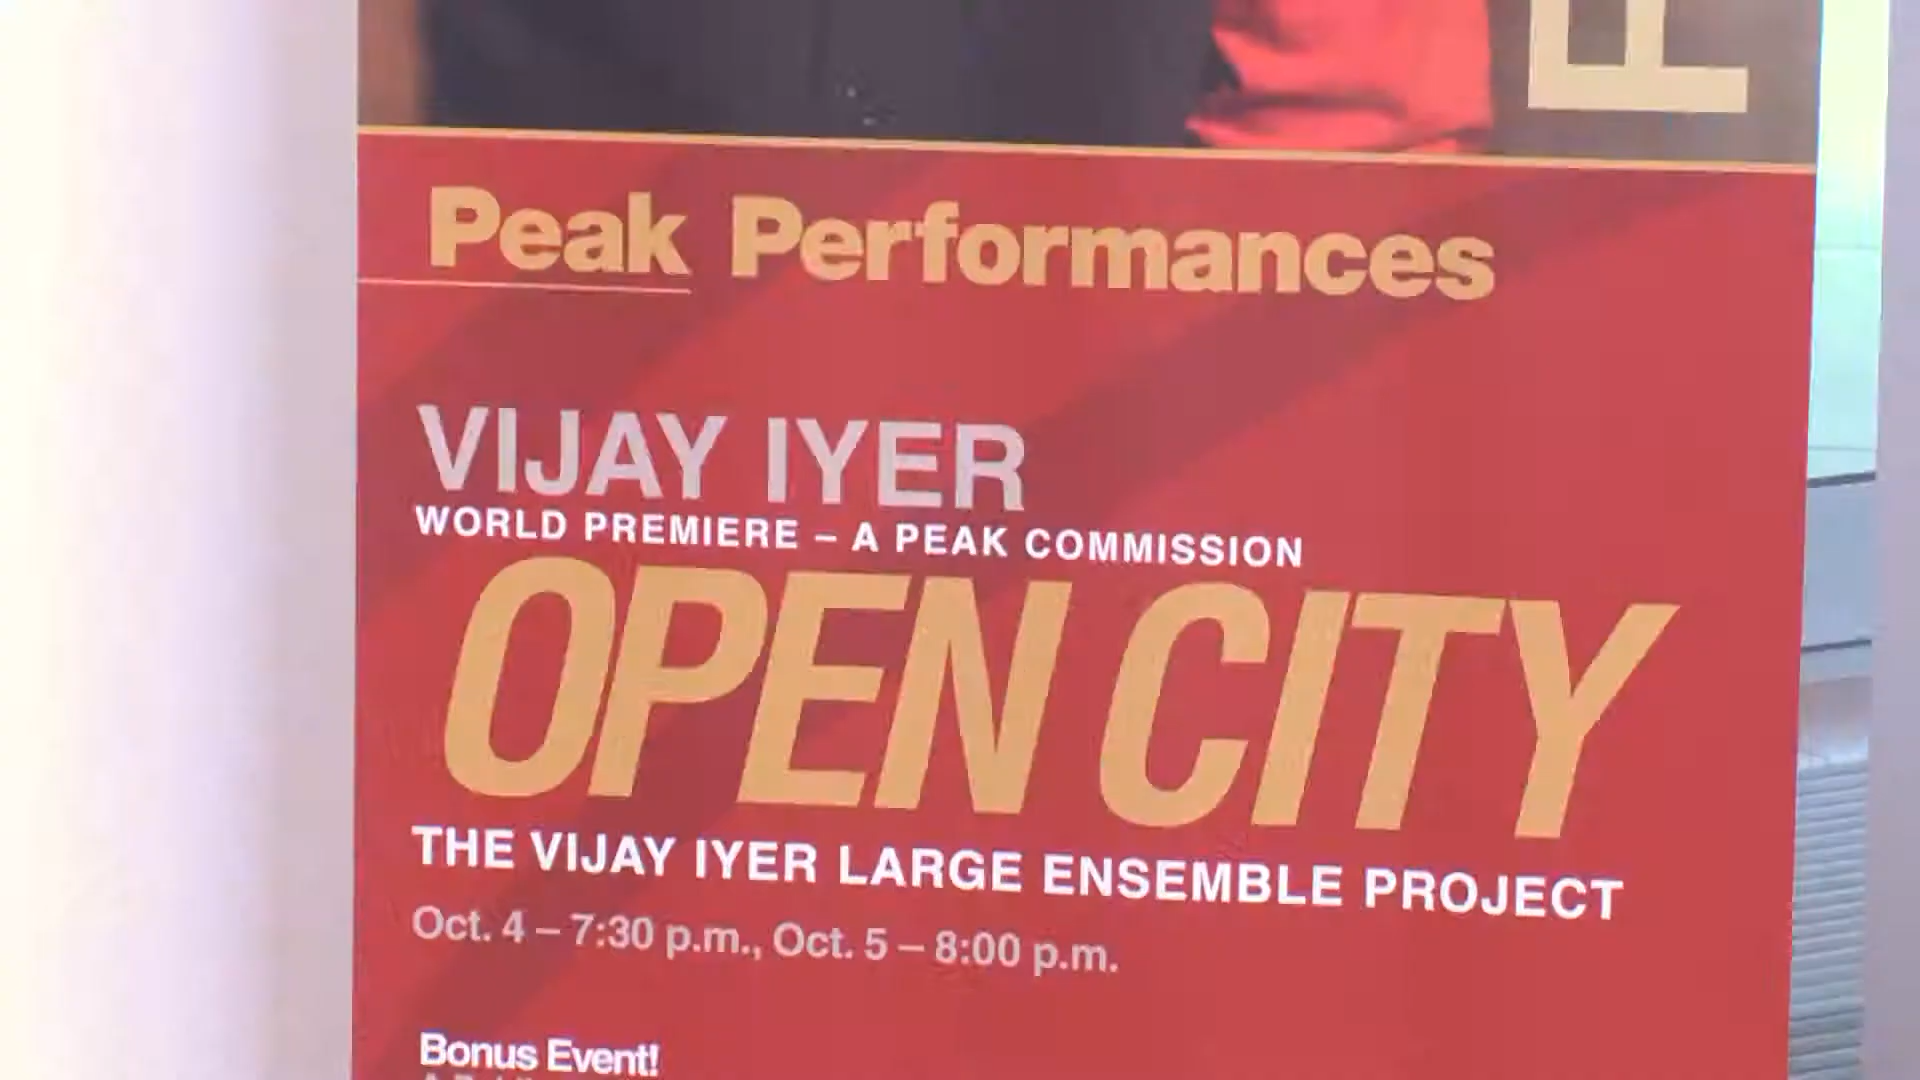 Peak Performances
VIJAY IYER
WORLD PREMIERE – A PEAK COMMISSION
OPEN CITY
THE VIJAY IYER LARGE ENSEMBLE PROJECT
Oct. 4 – 7:30 p.m., Oct. 5 – 8:00 p.m.
Bonus Event!